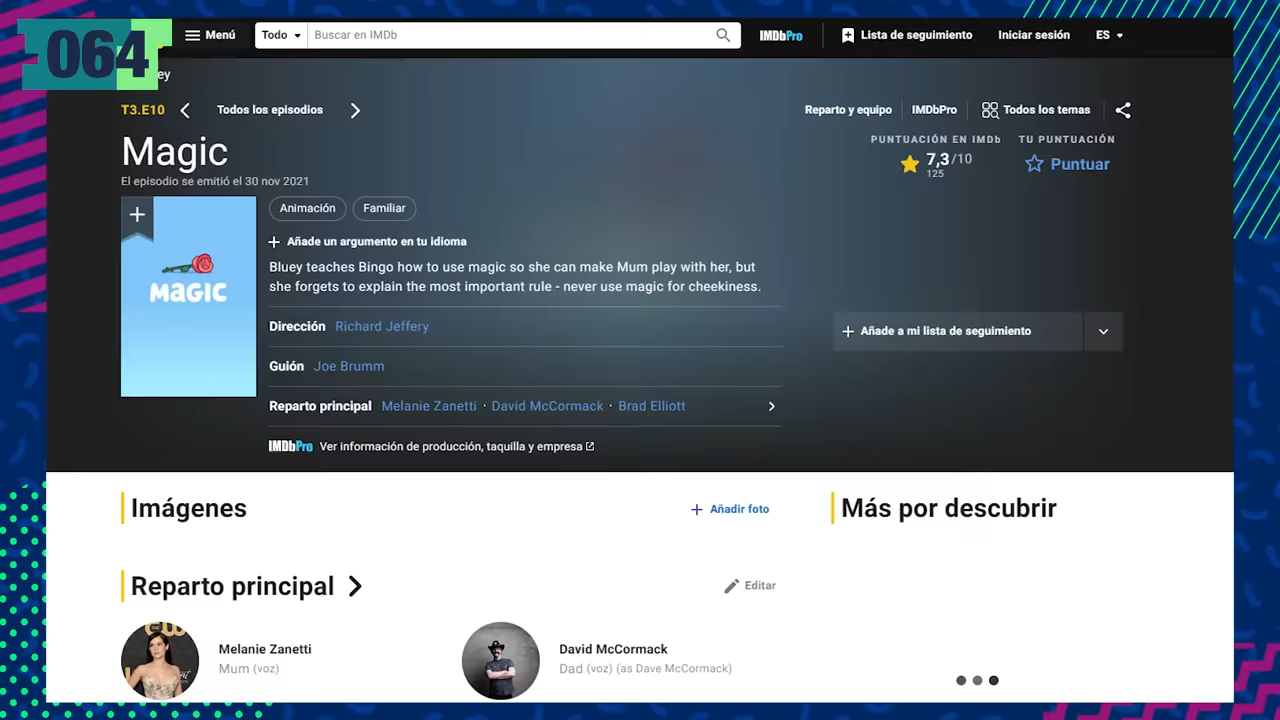 064
Menú
Todo
Buscar en IMDb
IMDbPro
Lista de seguimiento
Iniciar sesión
ES
ey
T3.E10
Todos los episodios
Reparto y equipo
IMDbPro
Todos los temas
Magic
El episodio se emitió el 30 nov 2021
PUNTUACIÓN EN IMDb
7,3/10
125
TU PUNTUACIÓN
Puntuar
MAGIC
Animación
Familiar
Añade un argumento en tu idioma
Bluey teaches Bingo how to use magic so she can make Mum play with her, but
she forgets to explain the most important rule - never use magic for cheekiness.
Dirección Richard Jeffery
Guión Joe Brumm
Reparto principal Melanie Zanetti · David McCormack · Brad Elliott
IMDbPro Ver información de producción, taquilla y empresa
Añade a mi lista de seguimiento
Imágenes
Añadir foto
Más por descubrir
Reparto principal
Editar
Melanie Zanetti
Mum (voz)
David McCormack
Dad (voz) (as Dave McCormack)